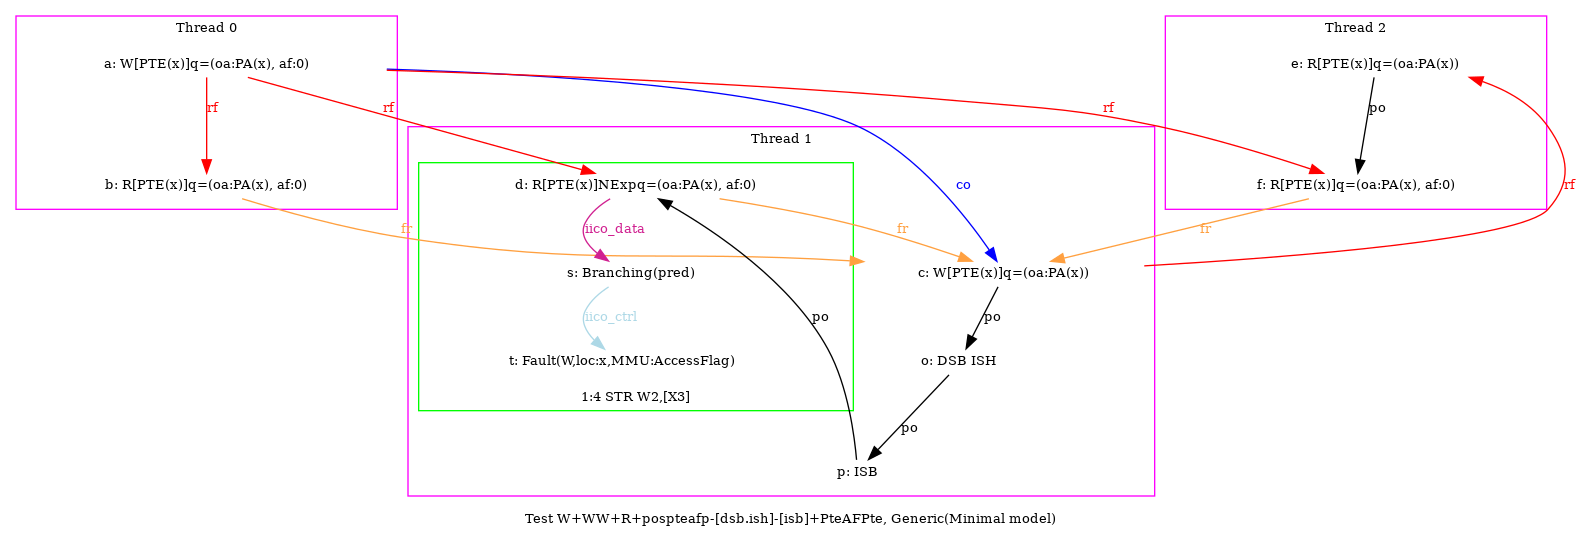 Thread 0
Thread 2
a: W[PTE(x)]q=(oa:PA(x), af:0)
e: R[PTE(x)]q=(oa:PA(x))
rf
rf
rf
po
Thread 1
b: R[PTE(x)]q=(oa:PA(x), af:0)
d: R[PTE(x)]NExpq=(oa:PA(x), af:0)
co
f: R[PTE(x)]q=(oa:PA(x), af:0)
rf
fr
iico_data
fr
fr
s: Branching(pred)
c: W[PTE(x)]q=(oa:PA(x))
iico_ctrl
po
po
t: Fault(W,loc:x,MMU:AccessFlag)
o: DSB ISH
1:4 STR W2,[X3]
po
p: ISB
Test W+WW+R+pospteafp-[dsb.ish]-[isb]+PteAFPte, Generic(Minimal model)